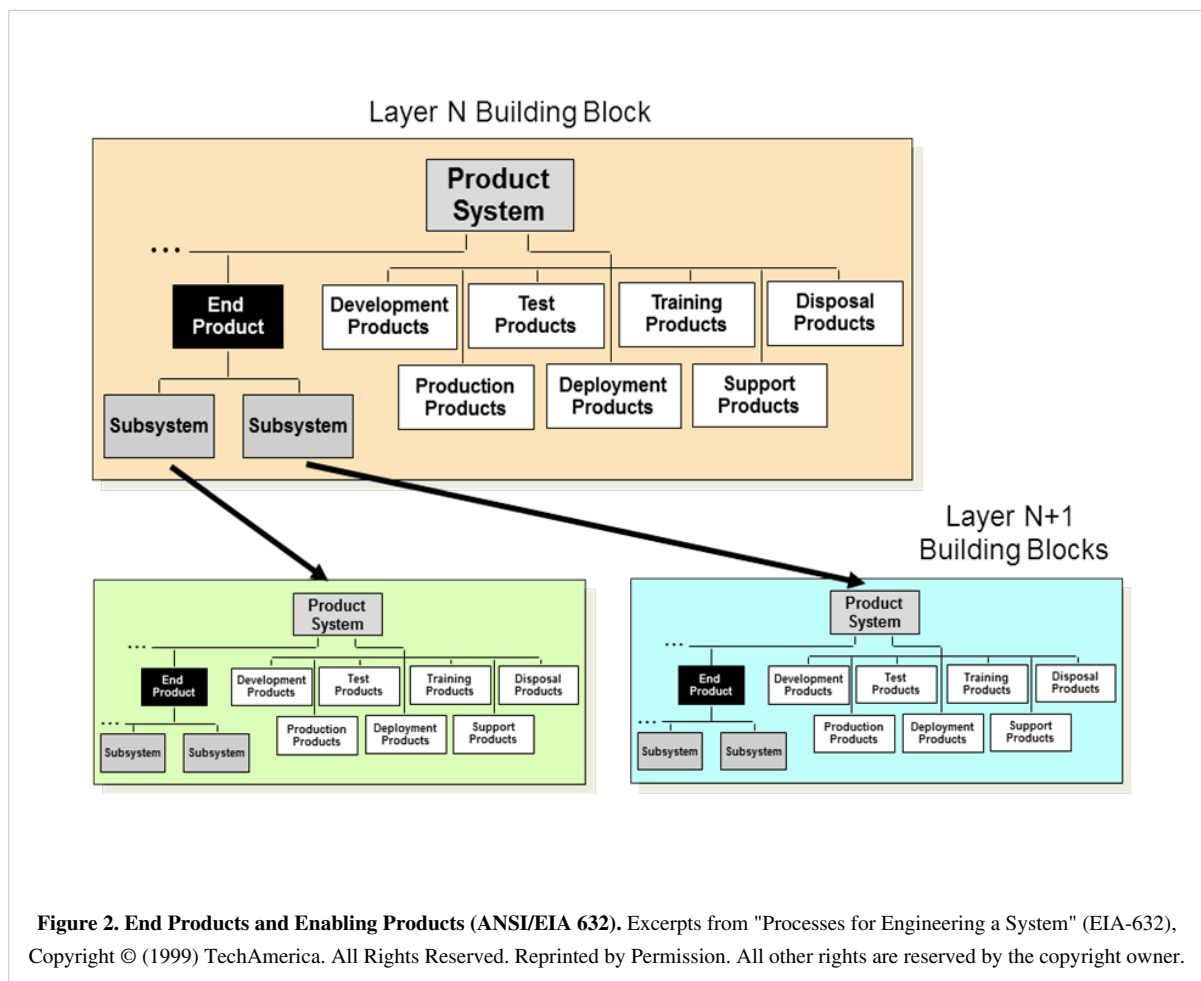 Layer N Building Block
Product
System
...
End
Product
Development
Products
Test
Products
Training
Products
Disposal
Products
Production
Products
Deployment
Products
Support
Products
Subsystem
Subsystem
Layer N+1
Building Blocks
Product
System
...
End
Product
Development
Products
Test
Products
Training
Products
Disposal
Products
...
Production
Products
Deployment
Products
Support
Products
Subsystem
Subsystem
Product
System
...
End
Product
Development
Products
Test
Products
Training
Products
Disposal
Products
...
Production
Products
Deployment
Products
Support
Products
Subsystem
Subsystem
Figure 2. End Products and Enabling Products (ANSI/EIA 632). Excerpts from "Processes for Engineering a System" (EIA-632),
Copyright © (1999) TechAmerica. All Rights Reserved. Reprinted by Permission. All other rights are reserved by the copyright owner.